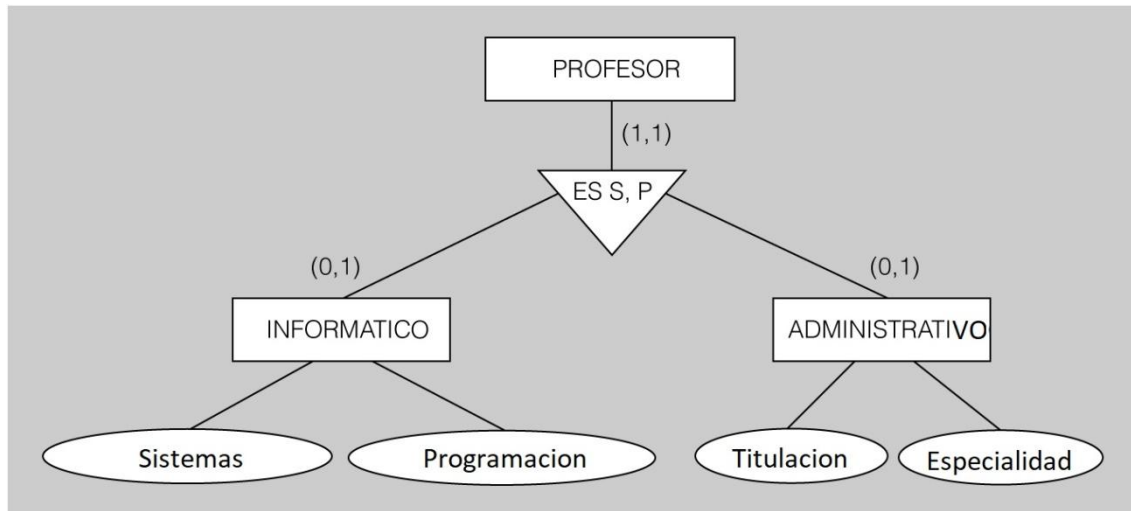 PROFESOR
(1,1)
ES S, P
(0,1)
(0,1)
INFORMATICO
ADMINISTRATIVO
Sistemas
Programacion
Titulacion
Especialidad